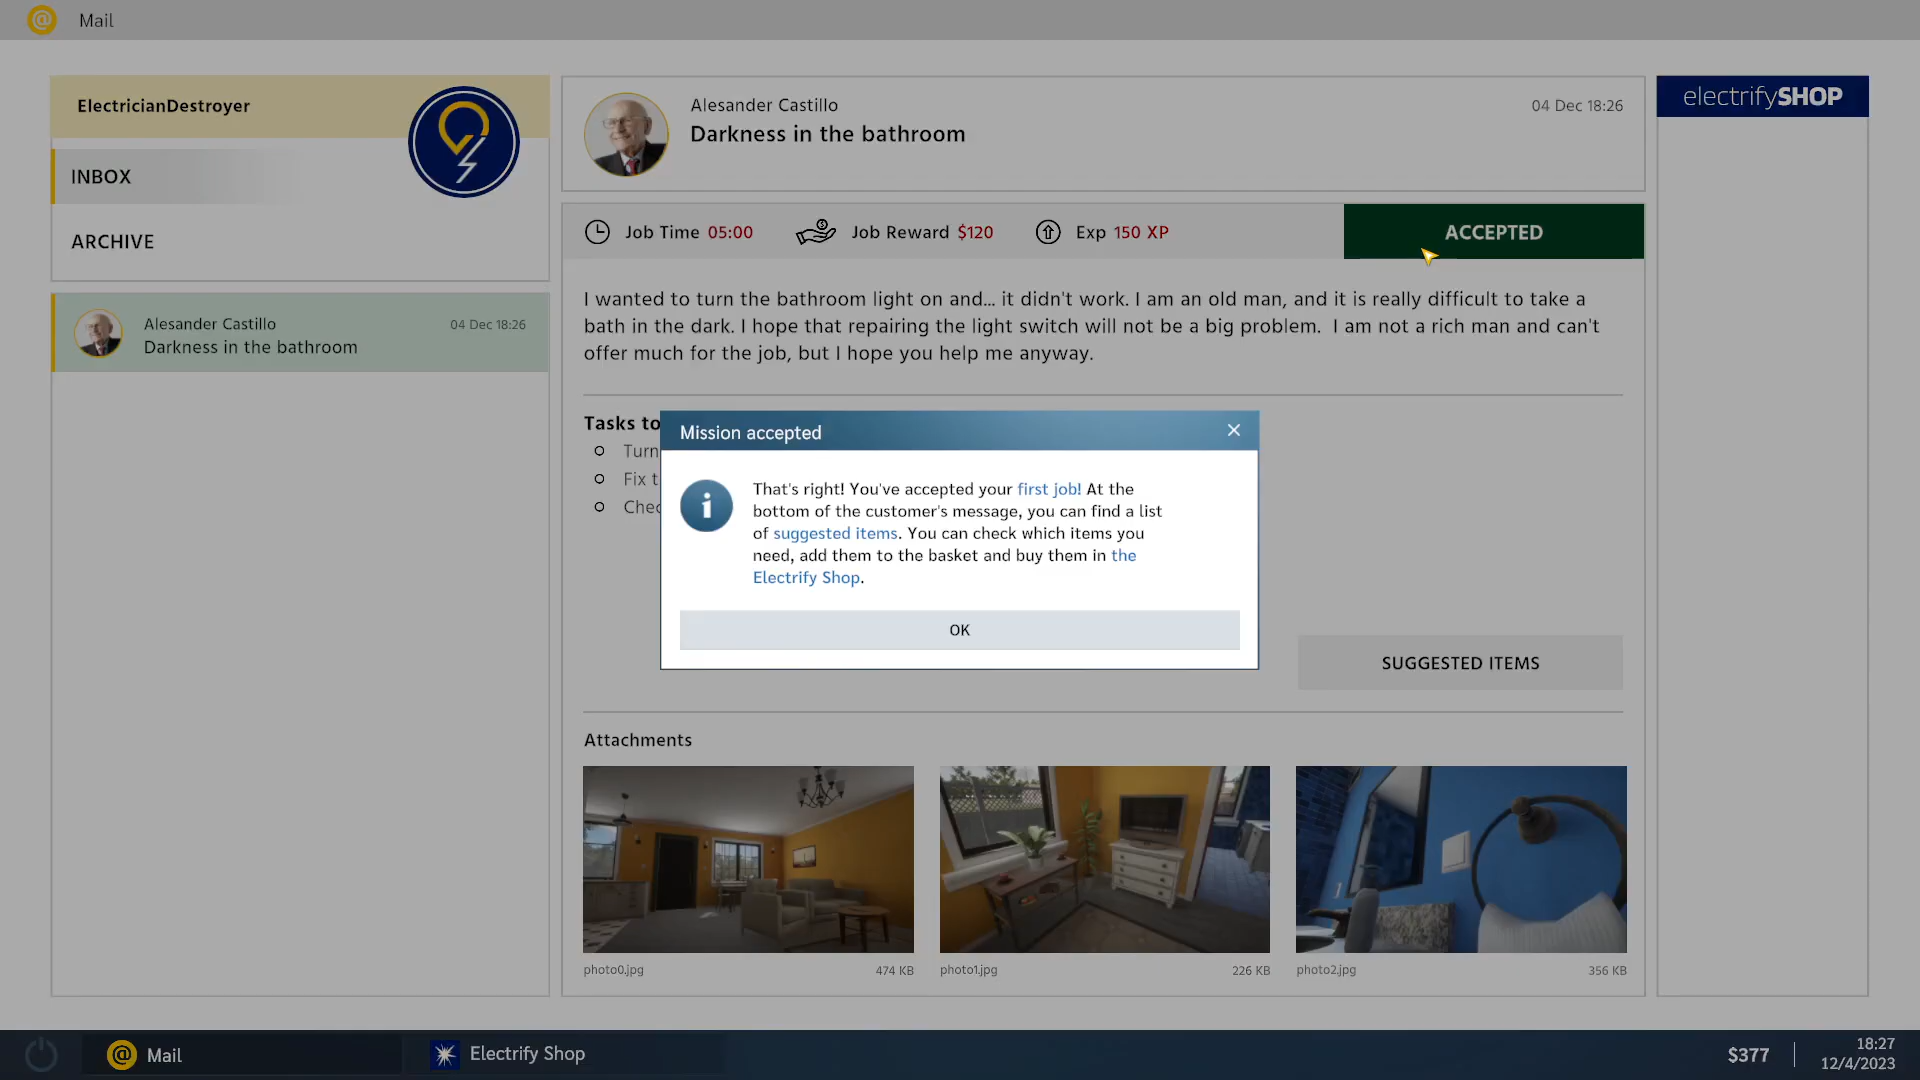 Mail
ElectricianDestroyer
INBOX
ARCHIVE
Alesander Castillo
04 Dec 18:26
Darkness in the bathroom
Alesander Castillo
04 Dec 18:26
Darkness in the bathroom
electrifySHOP
Job Time 05:00
Job Reward $120
Exp 150 XP
ACCEPTED
I wanted to turn the bathroom light on and... it didn't work. I am an old man, and it is really difficult to take a
bath in the dark. I hope that repairing the light switch will not be a big problem. I am not a rich man and can't
offer much for the job, but I hope you help me anyway.
Tasks to
Turn
Fix t
Chec
Mission accepted
That's right! You've accepted your first job! At the
bottom of the customer's message, you can find a list
of suggested items. You can check which items you
need, add them to the basket and buy them in the
Electrify Shop.
OK
SUGGESTED ITEMS
Attachments
photo0.jpg
474 KB
photo1.jpg
226 KB
photo2.jpg
356 KB
Mail
Electrify Shop
$377
18:27
12/4/2023